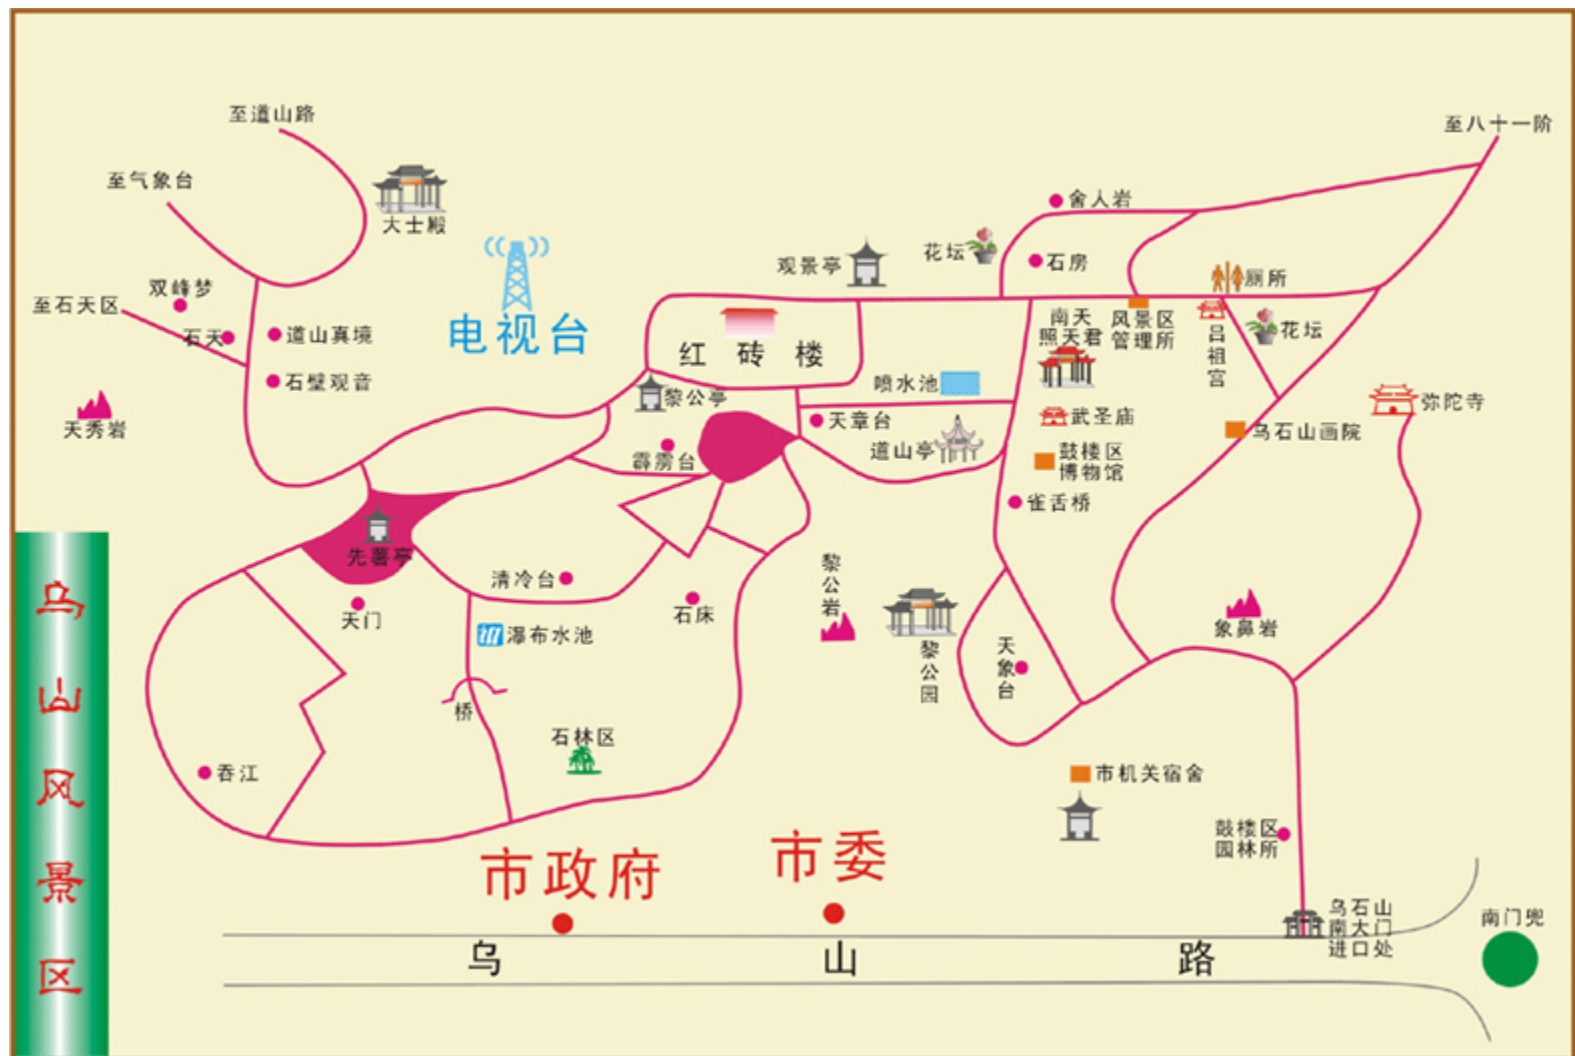 至道山路
至八十一阶
至气象台
大士殿
舍人岩
花坛
石房
观景亭
厕所
双峰梦
至石天区
石天
道山真境
电视台
红砖楼
南天
照天君
风景区
管理所
吕祖宫
花坛
石壁观音
喷水池
黎公亭
天秀岩
天章台
武圣庙
弥陀寺
乌石山画院
道山亭
霹雳台
鼓楼区
博物馆
雀舌桥
先薯亭
清冷台
天门
石床
黎公岩
瀑布水池
黎公园
天象台
象鼻岩
桥
石林区
吞江
市机关宿舍
鼓楼区
园林所
市政府
市委
乌石山
南大门
进口处
南门兜
乌山路
乌山风景区